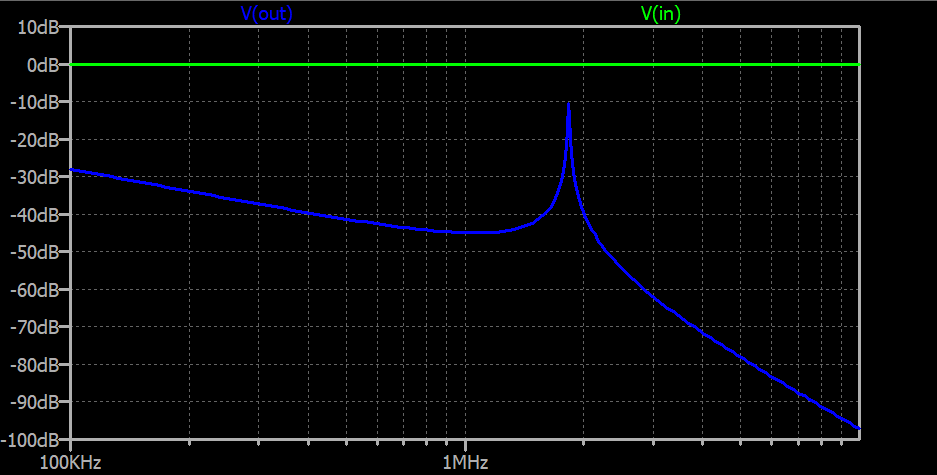 V(out) V(in)
10dB
0dB
-10dB
-20dB
-30dB
-40dB
-50dB
-60dB
-70dB
-80dB
-90dB
-100dB
100KHz 1MHz